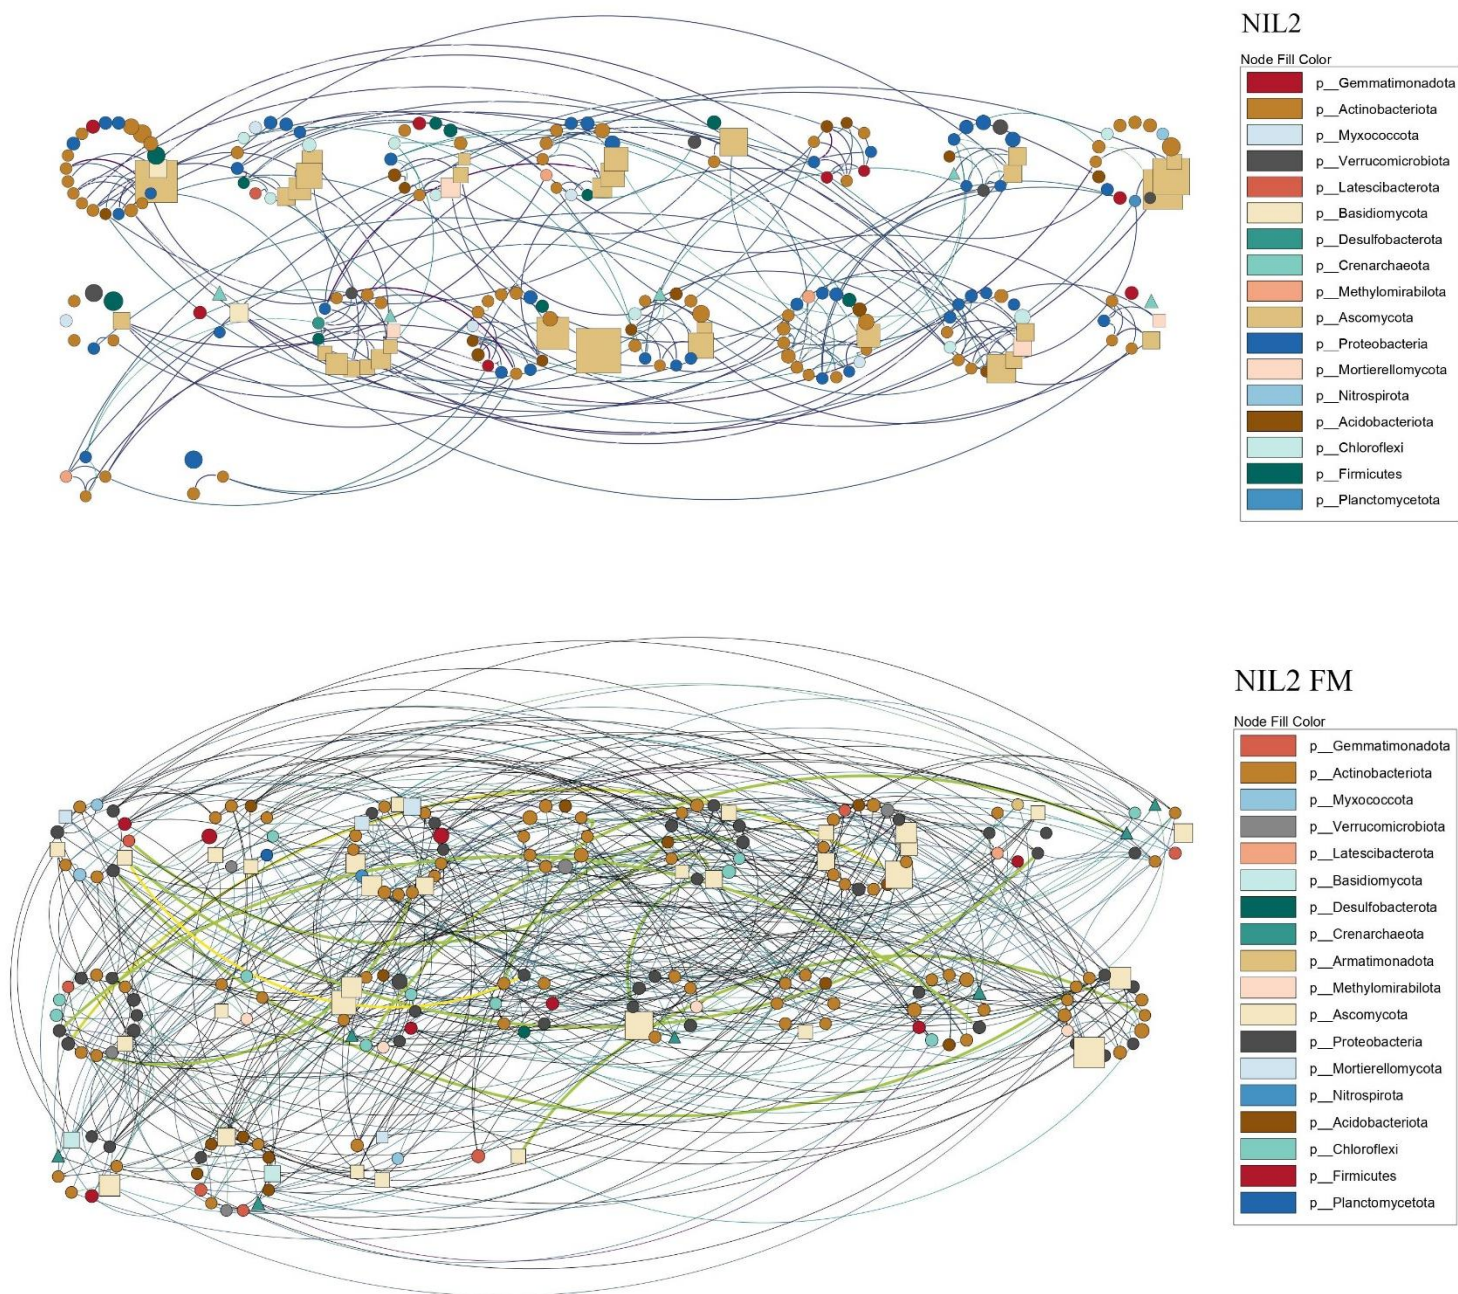 NIL2
Node Fill Color
p__Gemmatimonadota
p__Actinobacteriota
p__Myxococcota
p__Verrucomicrobiota
p__Latescibacterota
p__Basidiomycota
p__Desulfobacterota
p__Crenarchaeota
p__Methylomirabilota
p__Ascomycota
p__Proteobacteria
p__Mortierellomycota
p__Nitrospirota
p__Acidobacteriota
p__Chloroflexi
p__Firmicutes
p__Planctomycetota
NIL2 FM
Node Fill Color
p__Gemmatimonadota
p__Actinobacteriota
p__Myxococcota
p__Verrucomicrobiota
p__Latescibacterota
p__Basidiomycota
p__Desulfobacterota
p__Crenarchaeota
p__Armatimonadota
p__Methylomirabilota
p__Ascomycota
p__Proteobacteria
p__Mortierellomycota
p__Nitrospirota
p__Acidobacteriota
p__Chloroflexi
p__Firmicutes
p__Planctomycetota